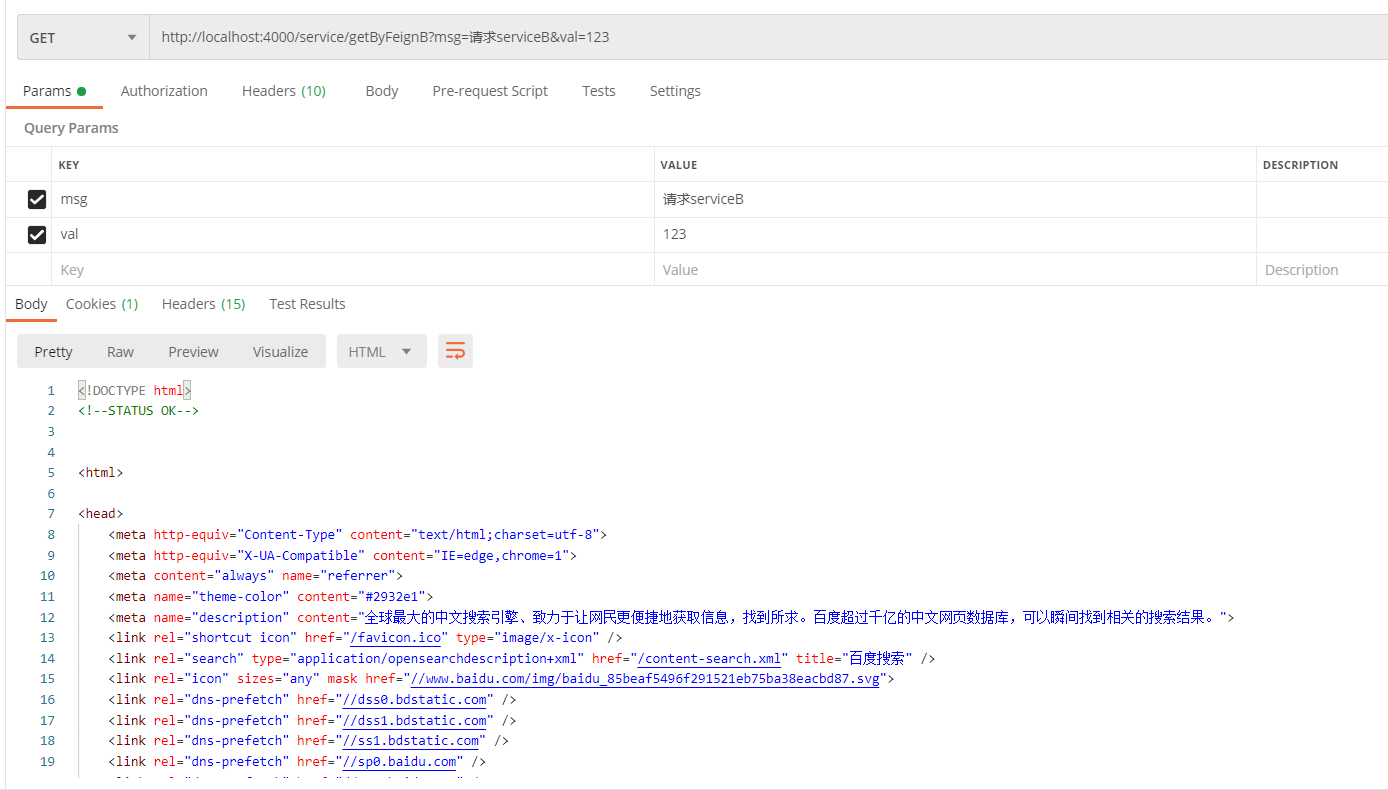 GET http://localhost:4000/service/getByFeignB?msg=请求serviceB&val=123
Params Authorization Headers (10) Body Pre-request Script Tests Settings
Query Params
KEY VALUE DESCRIPTION
msg 请求serviceB
val 123
Key Value Description
Body Cookies (1) Headers (15) Test Results
Pretty Raw Preview Visualize HTML
1 <!DOCTYPE html>
2 <!--STATUS OK-->
3
4
5 <html>
6
7 <head>
8 <meta http-equiv="Content-Type" content="text/html;charset=utf-8">
9 <meta http-equiv="X-UA-Compatible" content="IE=edge,chrome=1">
10 <meta content="always" name="referrer">
11 <meta name="theme-color" content="#2932e1">
12 <meta name="description" content="全球最大的中文搜索引擎、致力于让网民更便捷地获取信息，找到所求。百度超过千亿的中文网页数据库，可以瞬间找到相关的搜索结果。">
13 <link rel="shortcut icon" href="/favicon.ico" type="image/x-icon" />
14 <link rel="search" type="application/opensearchdescription+xml" href="/content-search.xml" title="百度搜索" />
15 <link rel="icon" sizes="any" mask href="//www.baidu.com/img/baidu_85beaf5496f291521eb75ba38eacbd87.svg">
16 <link rel="dns-prefetch" href="//dss0.bdstatic.com" />
17 <link rel="dns-prefetch" href="//dss1.bdstatic.com" />
18 <link rel="dns-prefetch" href="//ss1.bdstatic.com" />
19 <link rel="dns-prefetch" href="//sp0.baidu.com" />